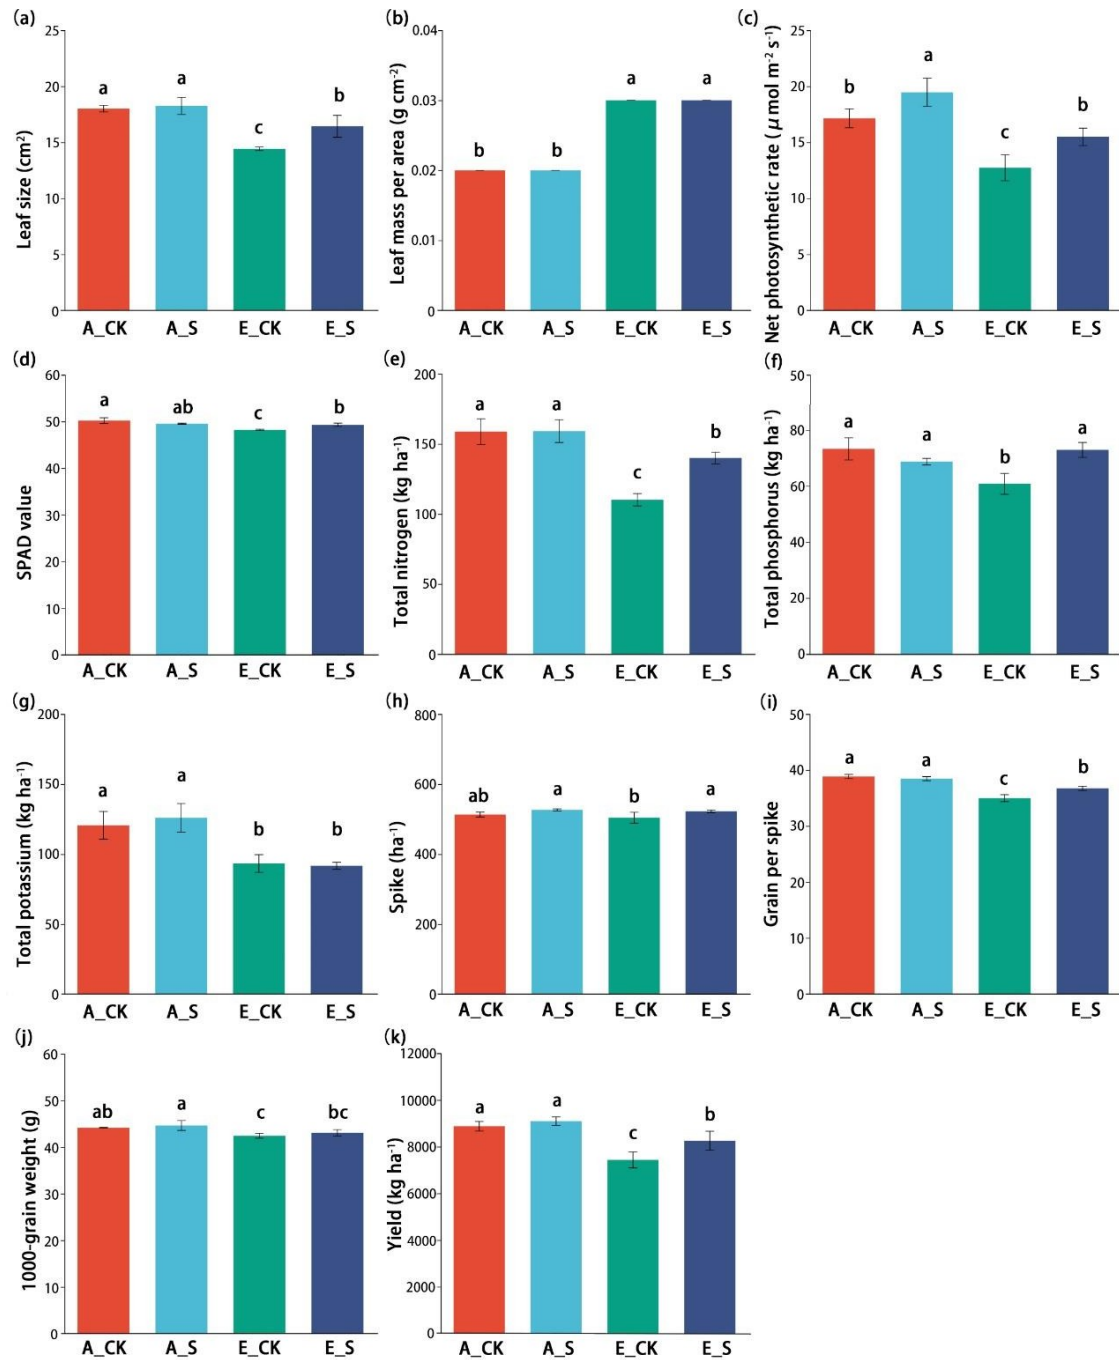 (a)
Leaf size (cm²)
25
20
15
10
5
0
a
a
c
b
A_CK A_S E_CK E_S
(b)
Leaf mass per area (g cm⁻²)
0.04
0.03
0.02
0.01
0
b
b
a
a
A_CK A_S E_CK E_S
(c)
Net photosynthetic rate (μmol m⁻² s⁻¹)
25
20
15
10
5
0
b
a
c
b
A_CK A_S E_CK E_S
(d)
SPAD value
60
50
40
30
20
10
0
a
ab
c
b
A_CK A_S E_CK E_S
(e)
Total nitrogen (kg ha⁻¹)
200
150
100
50
0
a
a
c
b
A_CK A_S E_CK E_S
(f)
Total phosphorus (kg ha⁻¹)
50
80
60
40
20
0
a
a
b
a
A_CK A_S E_CK E_S
(g)
Total potassium (kg ha⁻¹)
200
150
100
50
0
a
a
b
b
A_CK A_S E_CK E_S
(h)
Spike (ha⁻¹)
800
600
400
200
0
ab
a
b
a
A_CK A_S E_CK E_S
(i)
Grain per spike
50
40
30
20
10
0
a
a
c
b
A_CK A_S E_CK E_S
(j)
1000-grain weight (g)
60
50
40
30
20
10
0
ab
a
c
bc
A_CK A_S E_CK E_S
(k)
Yield (kg ha⁻¹)
12000
10000
8000
6000
4000
2000
0
a
a
c
b
A_CK A_S E_CK E_S